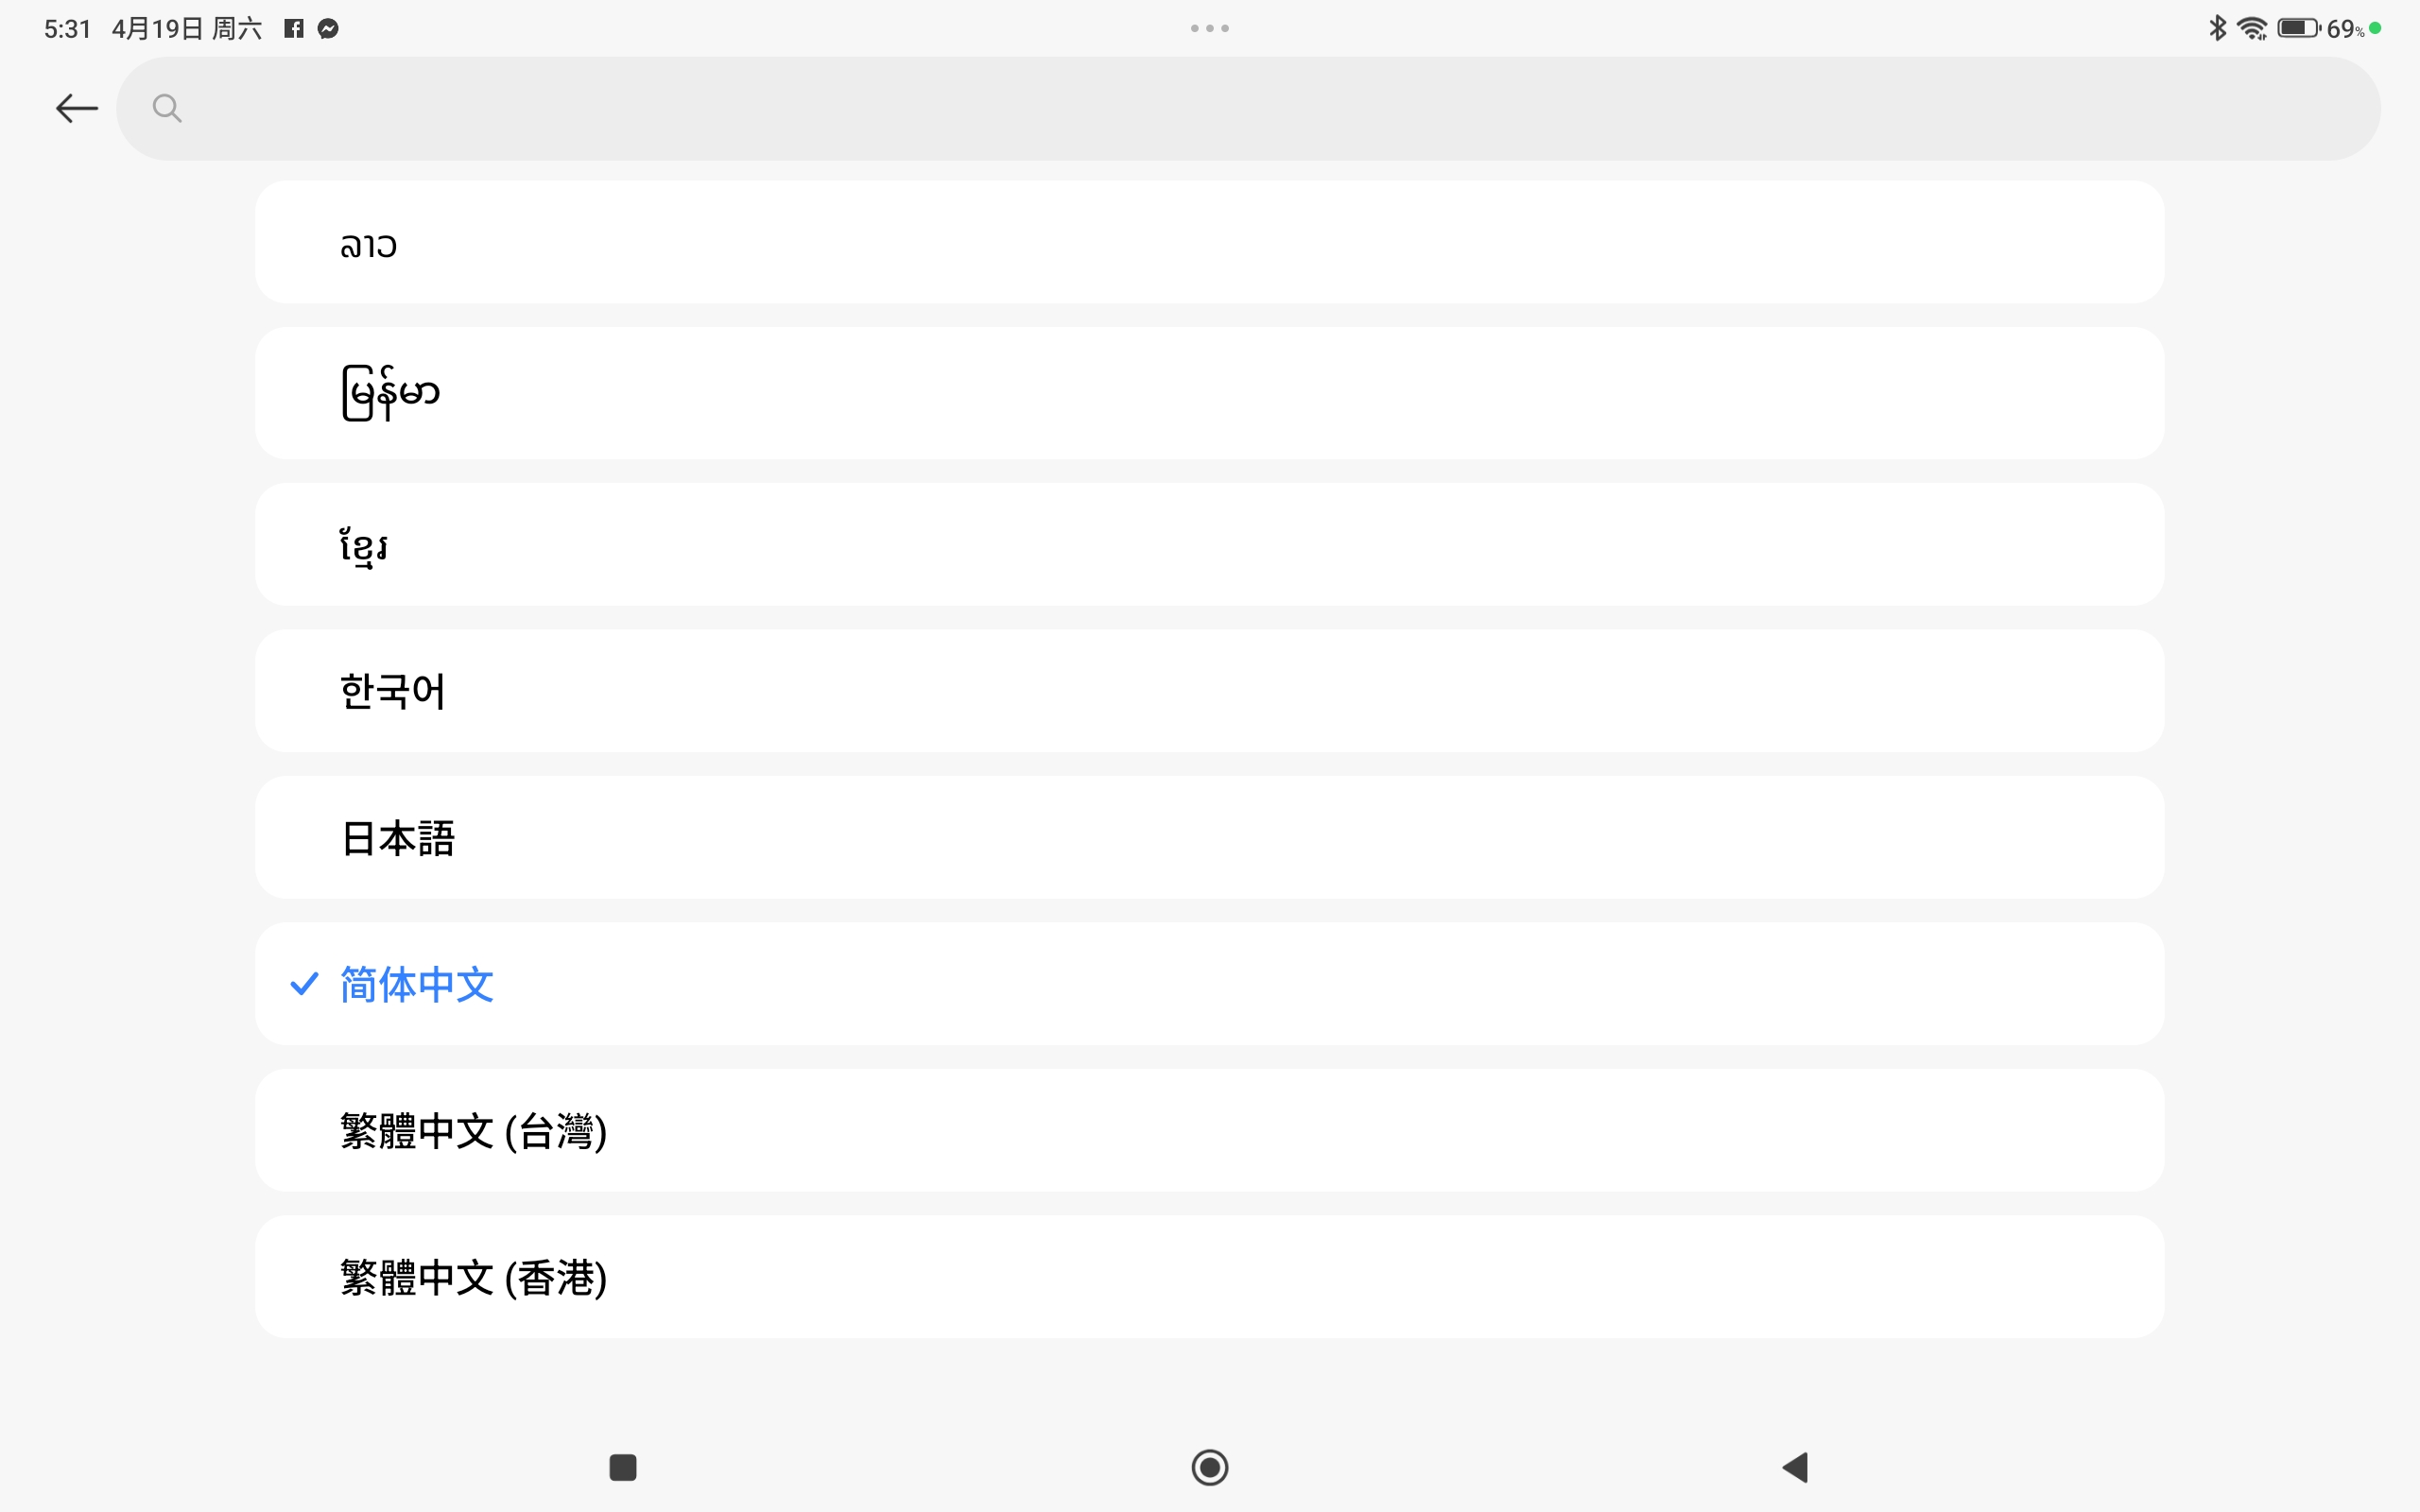 5:31 4月19日 周六 69%
ລາວ
မြန်မာ
ខ្មែរ
한국어
日本語
简体中文
繁體中文 (台灣)
繁體中文 (香港)